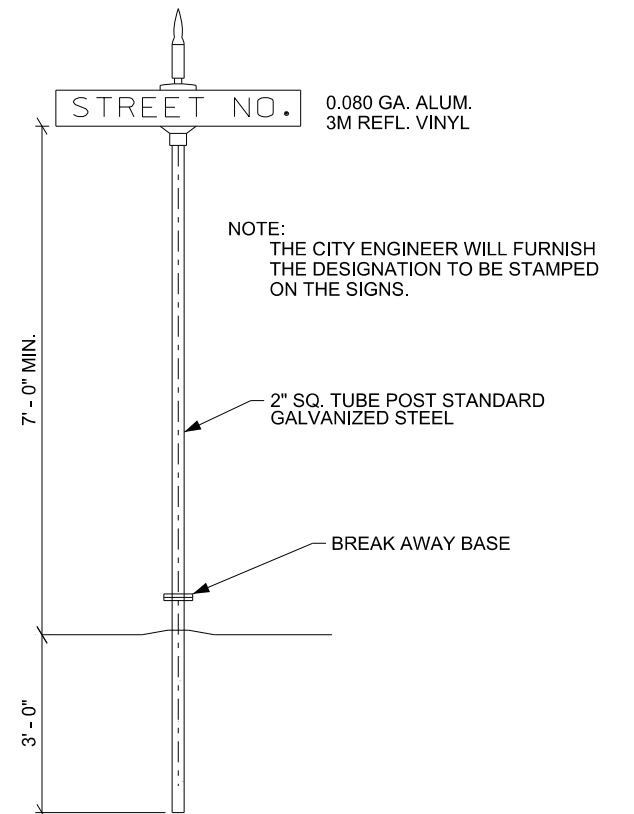 STREET NO.
0.080 GA. ALUM.
3M REFL. VINYL
NOTE:
THE CITY ENGINEER WILL FURNISH
THE DESIGNATION TO BE STAMPED
ON THE SIGNS.
7' - 0" MIN.
2" SQ. TUBE POST STANDARD
GALVANIZED STEEL
BREAK AWAY BASE
3' - 0"